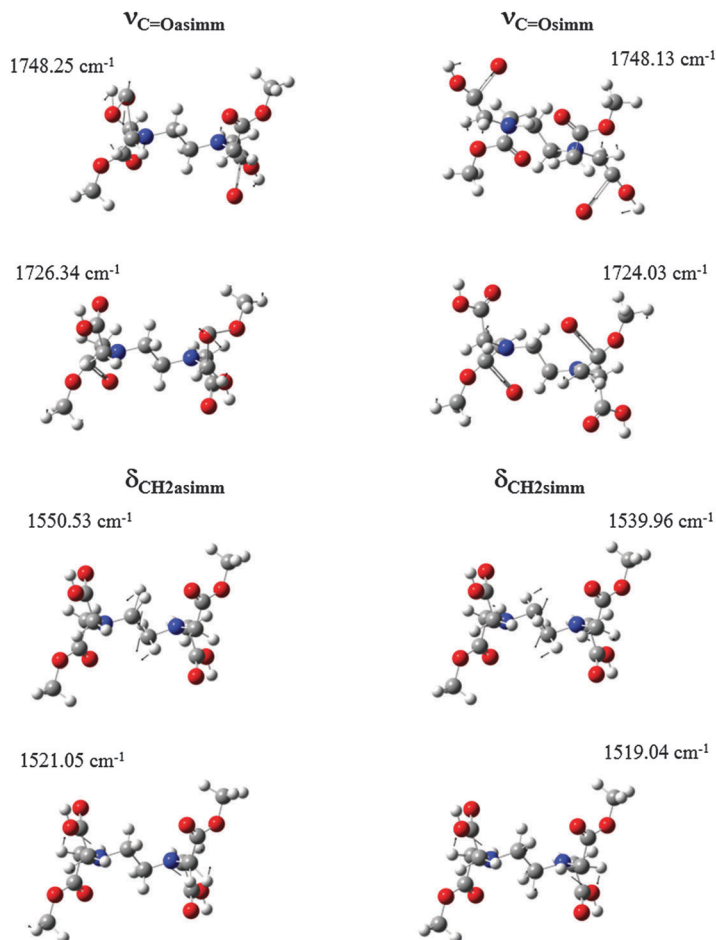 νC=Oasimm νC=Osimm
1748.25 cm-1 1748.13 cm-1
1726.34 cm-1 1724.03 cm-1
δCH2asimm δCH2simm
1550.53 cm-1 1539.96 cm-1
1521.05 cm-1 1519.04 cm-1